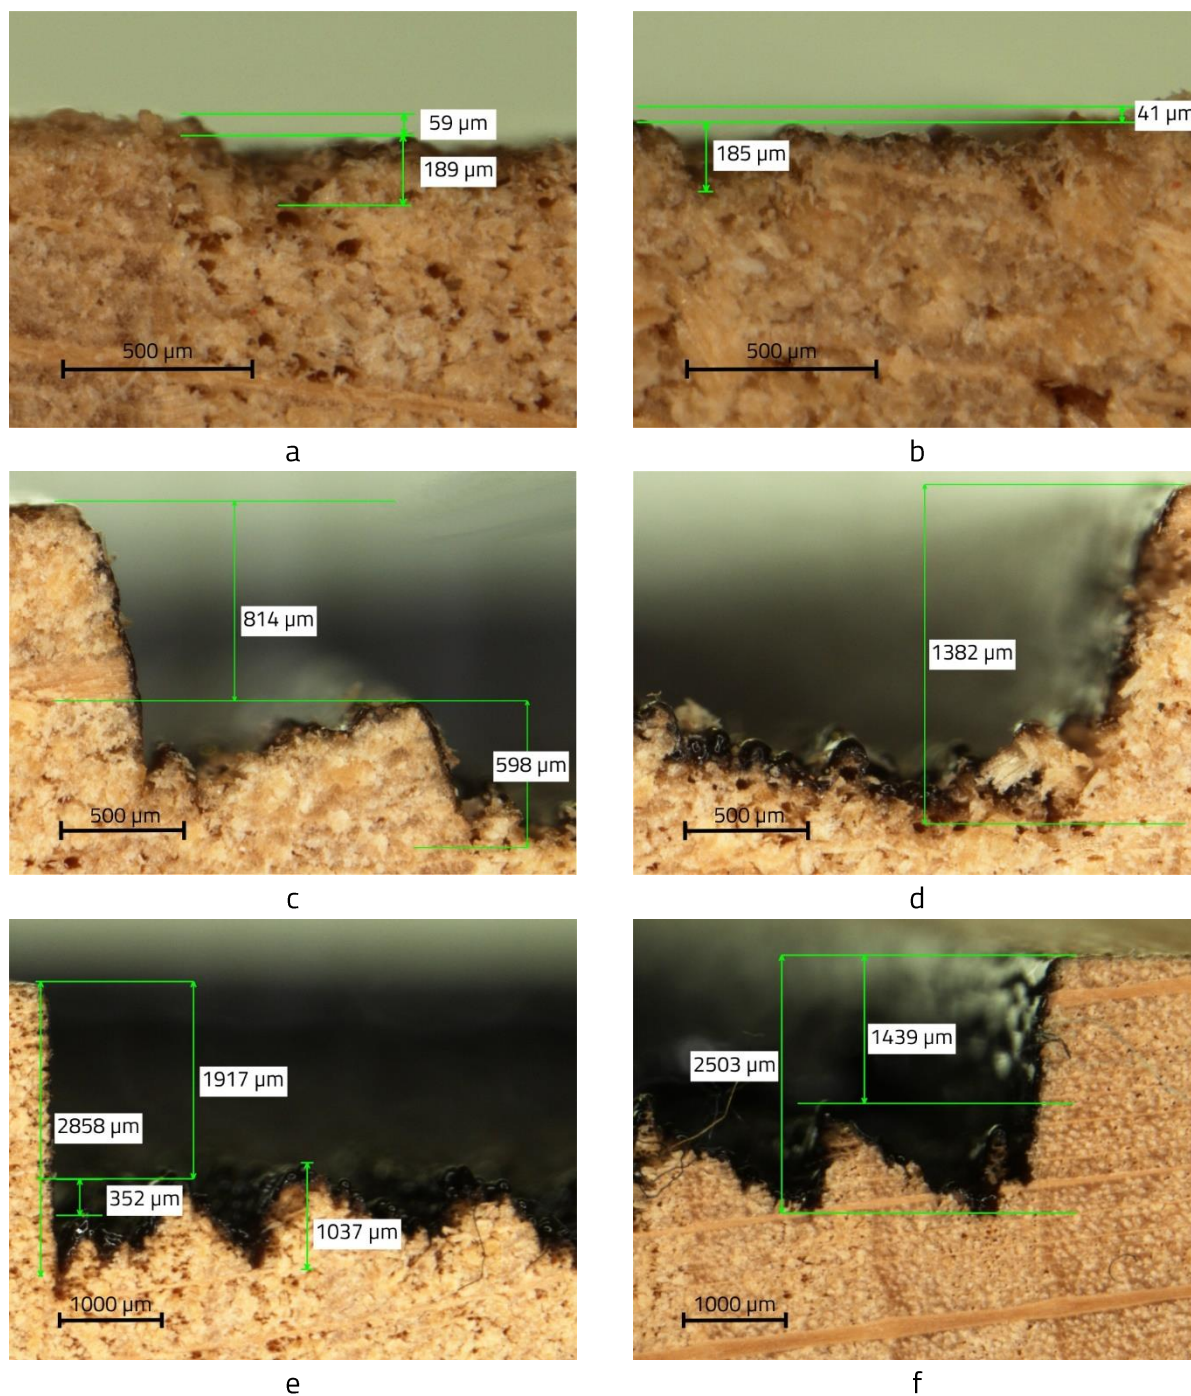 59 µm
189 µm
500 µm
a
41 µm
185 µm
500 µm
b
814 µm
598 µm
500 µm
c
1382 µm
500 µm
d
1917 µm
2858 µm
352 µm
1037 µm
1000 µm
e
1439 µm
2503 µm
1000 µm
f